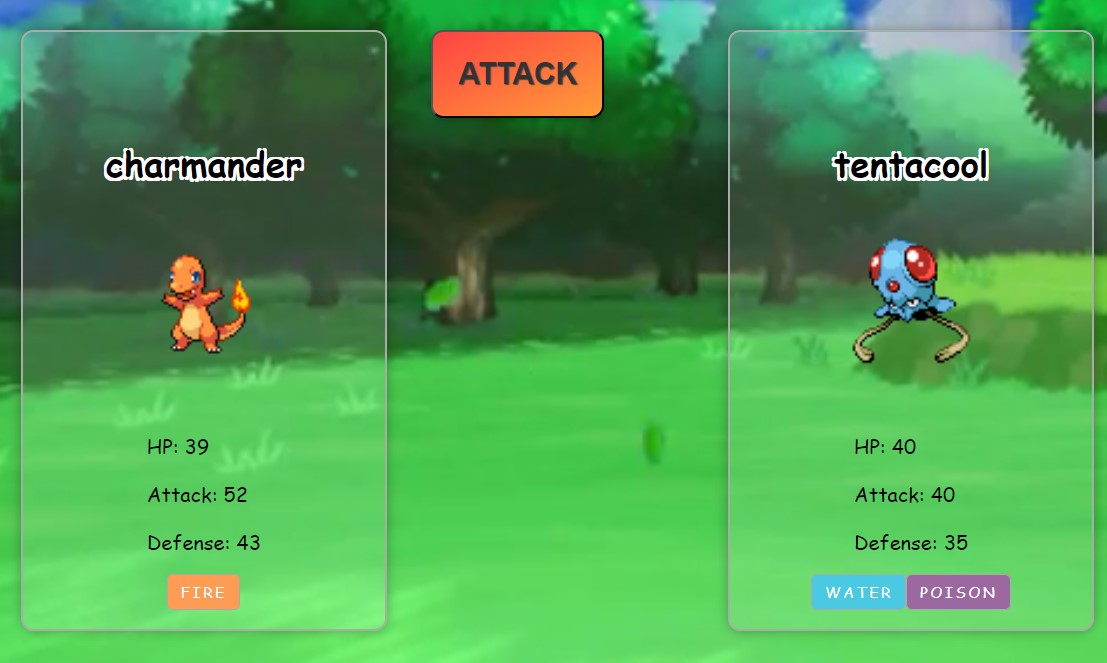 ATTACK
charmander
HP: 39
Attack: 52
Defense: 43
FIRE
tentacool
HP: 40
Attack: 40
Defense: 35
WATER POISON